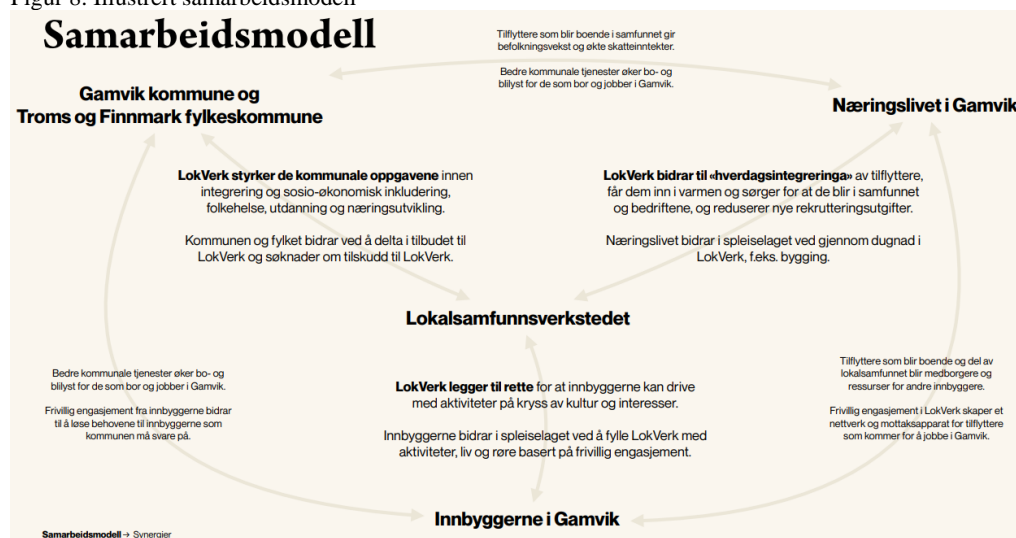 Figur 8: Illustrert samarbeidsmodell
Samarbeidsmodell
Tilflyttere som blir boende i samfunnet gir
befolkningsvekst og økte skatteinntekter.
Bedre kommunale tjenester øker bo- og
blilyst for de som bor og jobber i Gamvik.
Gamvik kommune og
Troms og Finnmark fylkeskommune
Næringslivet i Gamvik
LokVerk styrker de kommunale oppgavene innen
integrering og sosio-økonomisk inkludering,
folkehelse, utdanning og næringsutvikling.
Kommunen og fylket bidrar ved å delta i tilbudet til
LokVerk og søknader om tilskudd til LokVerk.
LokVerk bidrar til «hverdagsintegreringa» av tilflyttere,
får dem inn i varmen og sørger for at de blir i samfunnet
og bedriftene, og reduserer nye rekrutteringsutgifter.
Næringslivet bidrar i spleiselaget ved gjennom dugnad i
LokVerk, f.eks. bygging.
Lokalsamfunnsverkstedet
Bedre kommunale tjenester øker bo- og
blilyst for de som bor og jobber i Gamvik.
Frivillig engasjement fra innbyggerne bidrar
til å løse behovene til innbyggerne som
kommunen må svare på.
LokVerk legger til rette for at innbyggerne kan drive
med aktiviteter på kryss av kultur og interesser.
Innbyggerne bidrar i spleiselaget ved å fylle LokVerk med
aktiviteter, liv og røre basert på frivillig engasjement.
Tilflyttere som blir boende og del av
lokalsamfunnet blir medborgere og
ressurser for andre innbyggere.
Frivillig engasjement i LokVerk skaper et
nettverk og mottaksapparat for tilflyttere
som kommer for å jobbe i Gamvik.
Innbyggerne i Gamvik
Samarbeidsmodell → Synergier